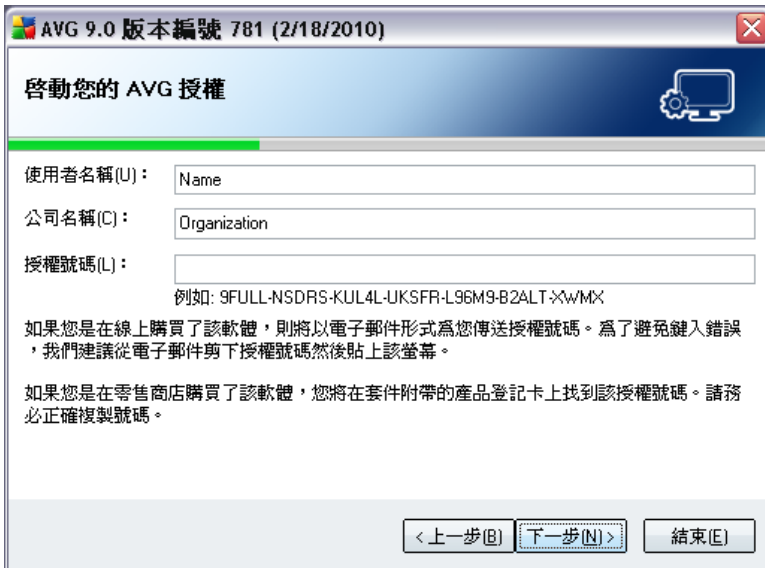 AVG 9.0 版本編號 781 (2/18/2010)
啓動您的 AVG 授權
使用者名稱(U)：
Name
公司名稱(C)：
Organization
授權號碼(L)：
例如: 9FULL-NSDRS-KUL4L-UKSFR-L96M9-B2ALT-XWMX
如果您是在線上購買了該軟體，則將以電子郵件形式爲您傳送授權號碼。爲了避免鍵入錯誤
，我們建議從電子郵件剪下授權號碼然後貼上該螢幕。
如果您是在零售商店購買了該軟體，您將在套件附帶的產品登記卡上找到該授權號碼。請務
必正確複製號碼。
<上一步(B) 下一步(N)> 結束(E)